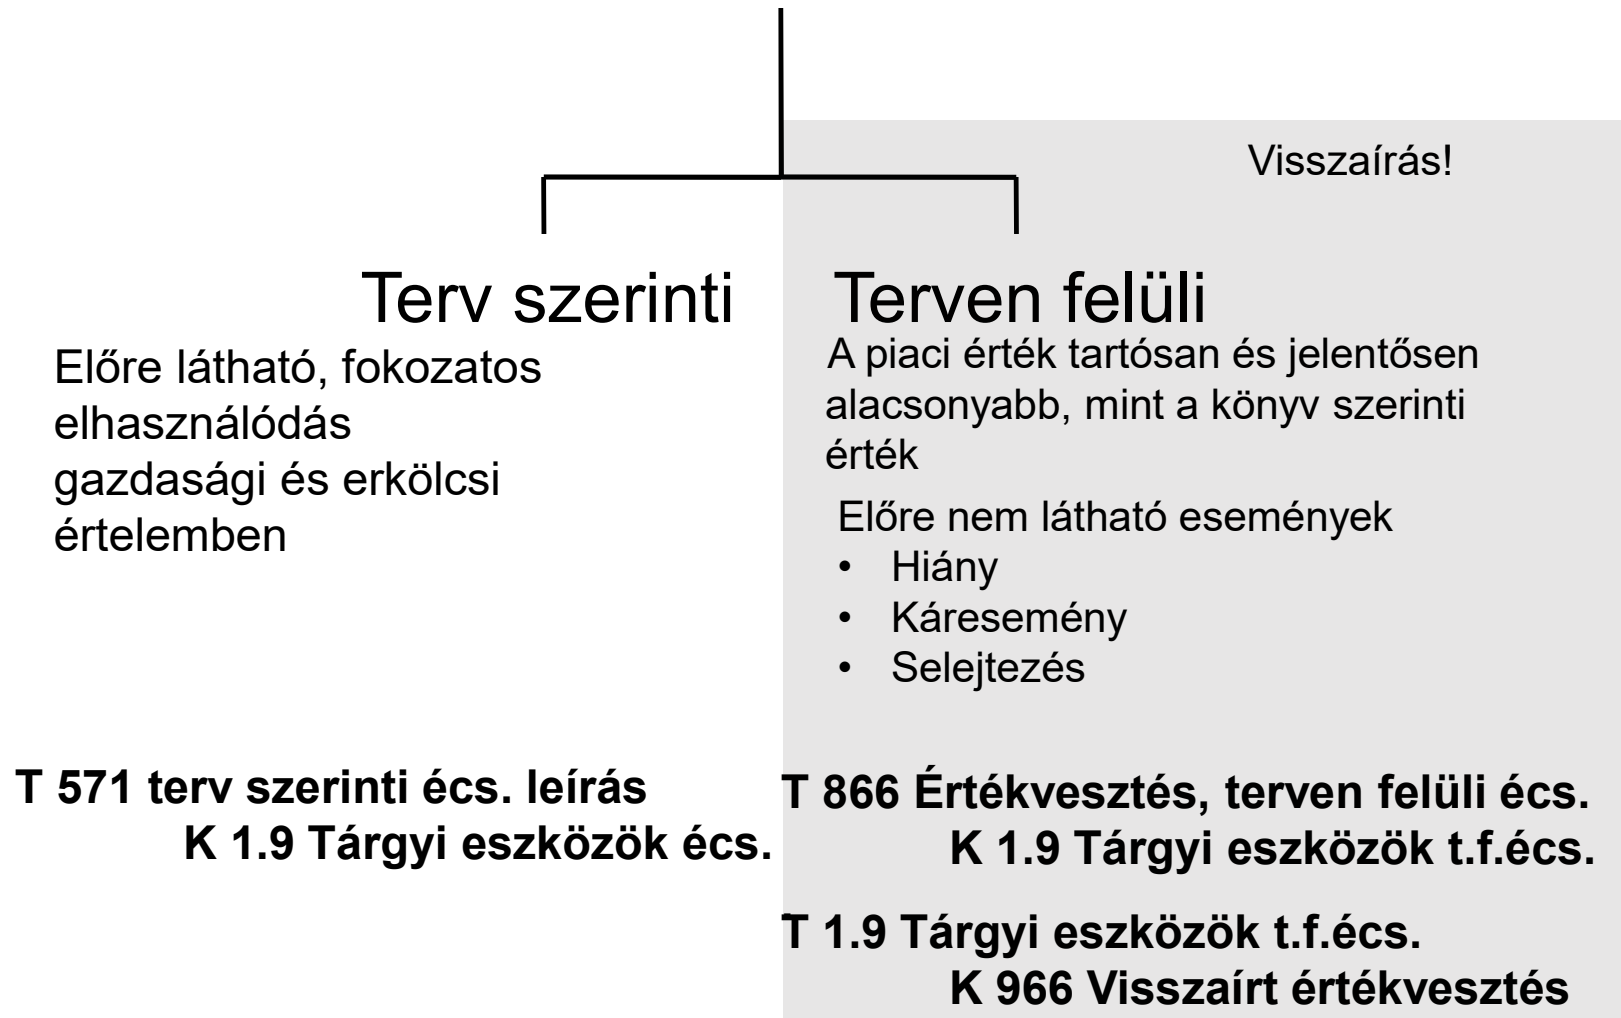 Visszaírás!
Terv szerinti
Előre látható, fokozatos
elhasználódás
gazdasági és erkölcsi
értelemben
T 571 terv szerinti écs. leírás
K 1.9 Tárgyi eszközök écs.
Terven felüli
A piaci érték tartósan és jelentősen
alacsonyabb, mint a könyv szerinti
érték
Előre nem látható események
• Hiány
• Káresemény
• Selejtezés
T 866 Értékvesztés, terven felüli écs.
K 1.9 Tárgyi eszközök t.f.écs.
T 1.9 Tárgyi eszközök t.f.écs.
K 966 Visszaírt értékvesztés